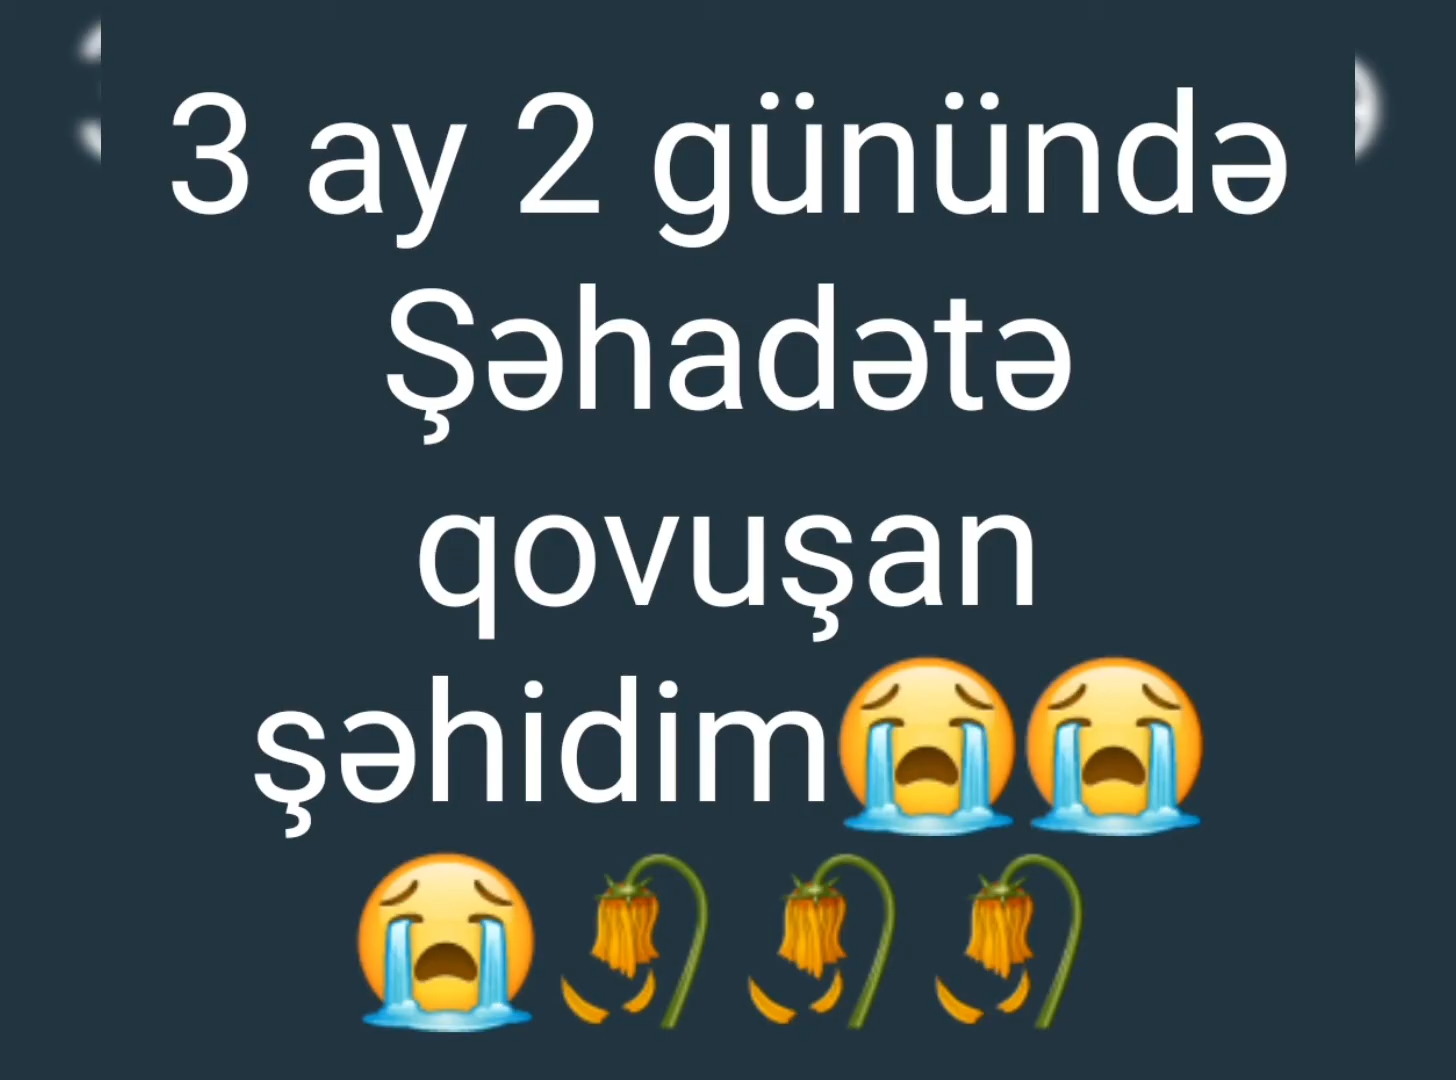 3 ay 2 günündə
Şəhadətə
qovuşan
şəhidim😭😭
😭🥀🥀🥀